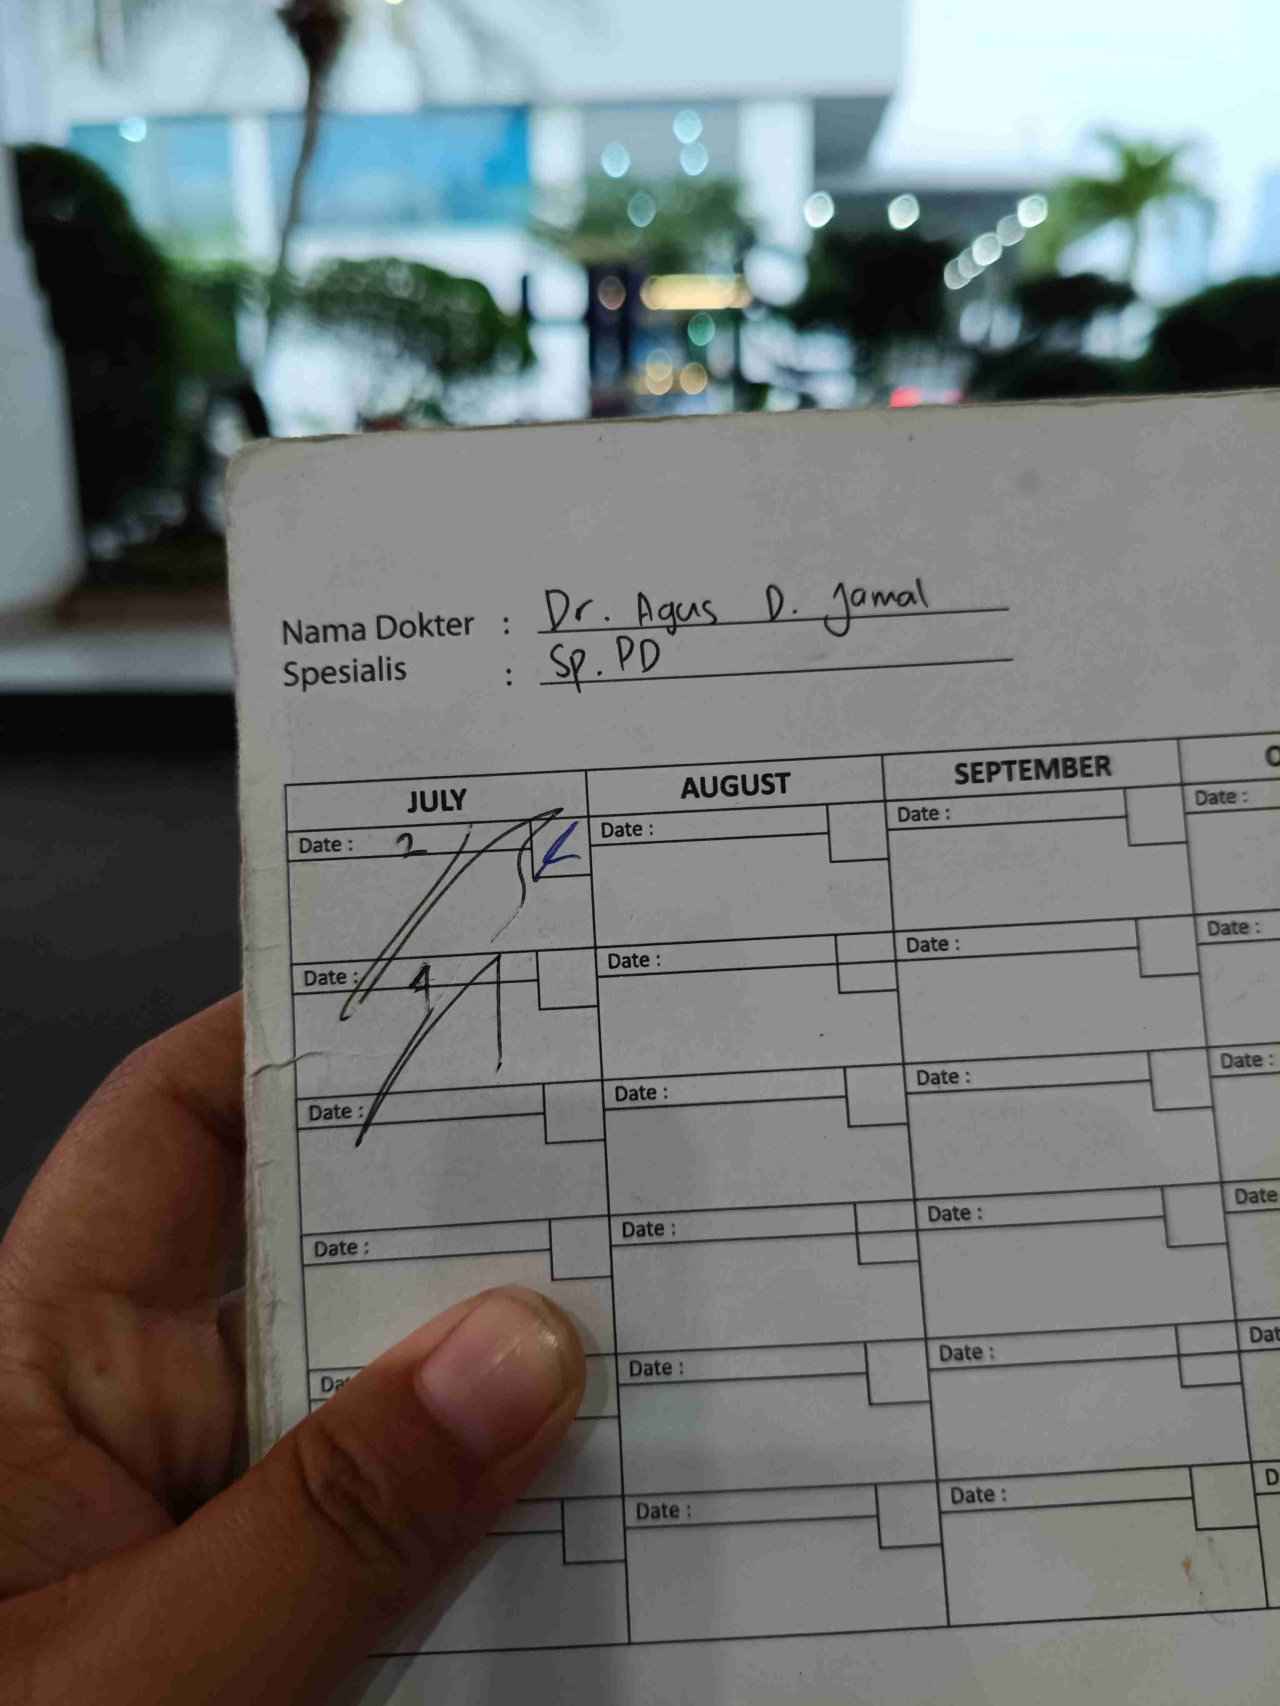 Nama Dokter : Dr. Agus D. Jamal
Spesialis : Sp. PD
JULY AUGUST SEPTEMBER
Date : 2 Date : Date : Date :
Date : 4 Date : Date : Date :
Date : Date : Date : Date :
Date : Date : Date : Date
Date : Date : Dat
Date : Date : D